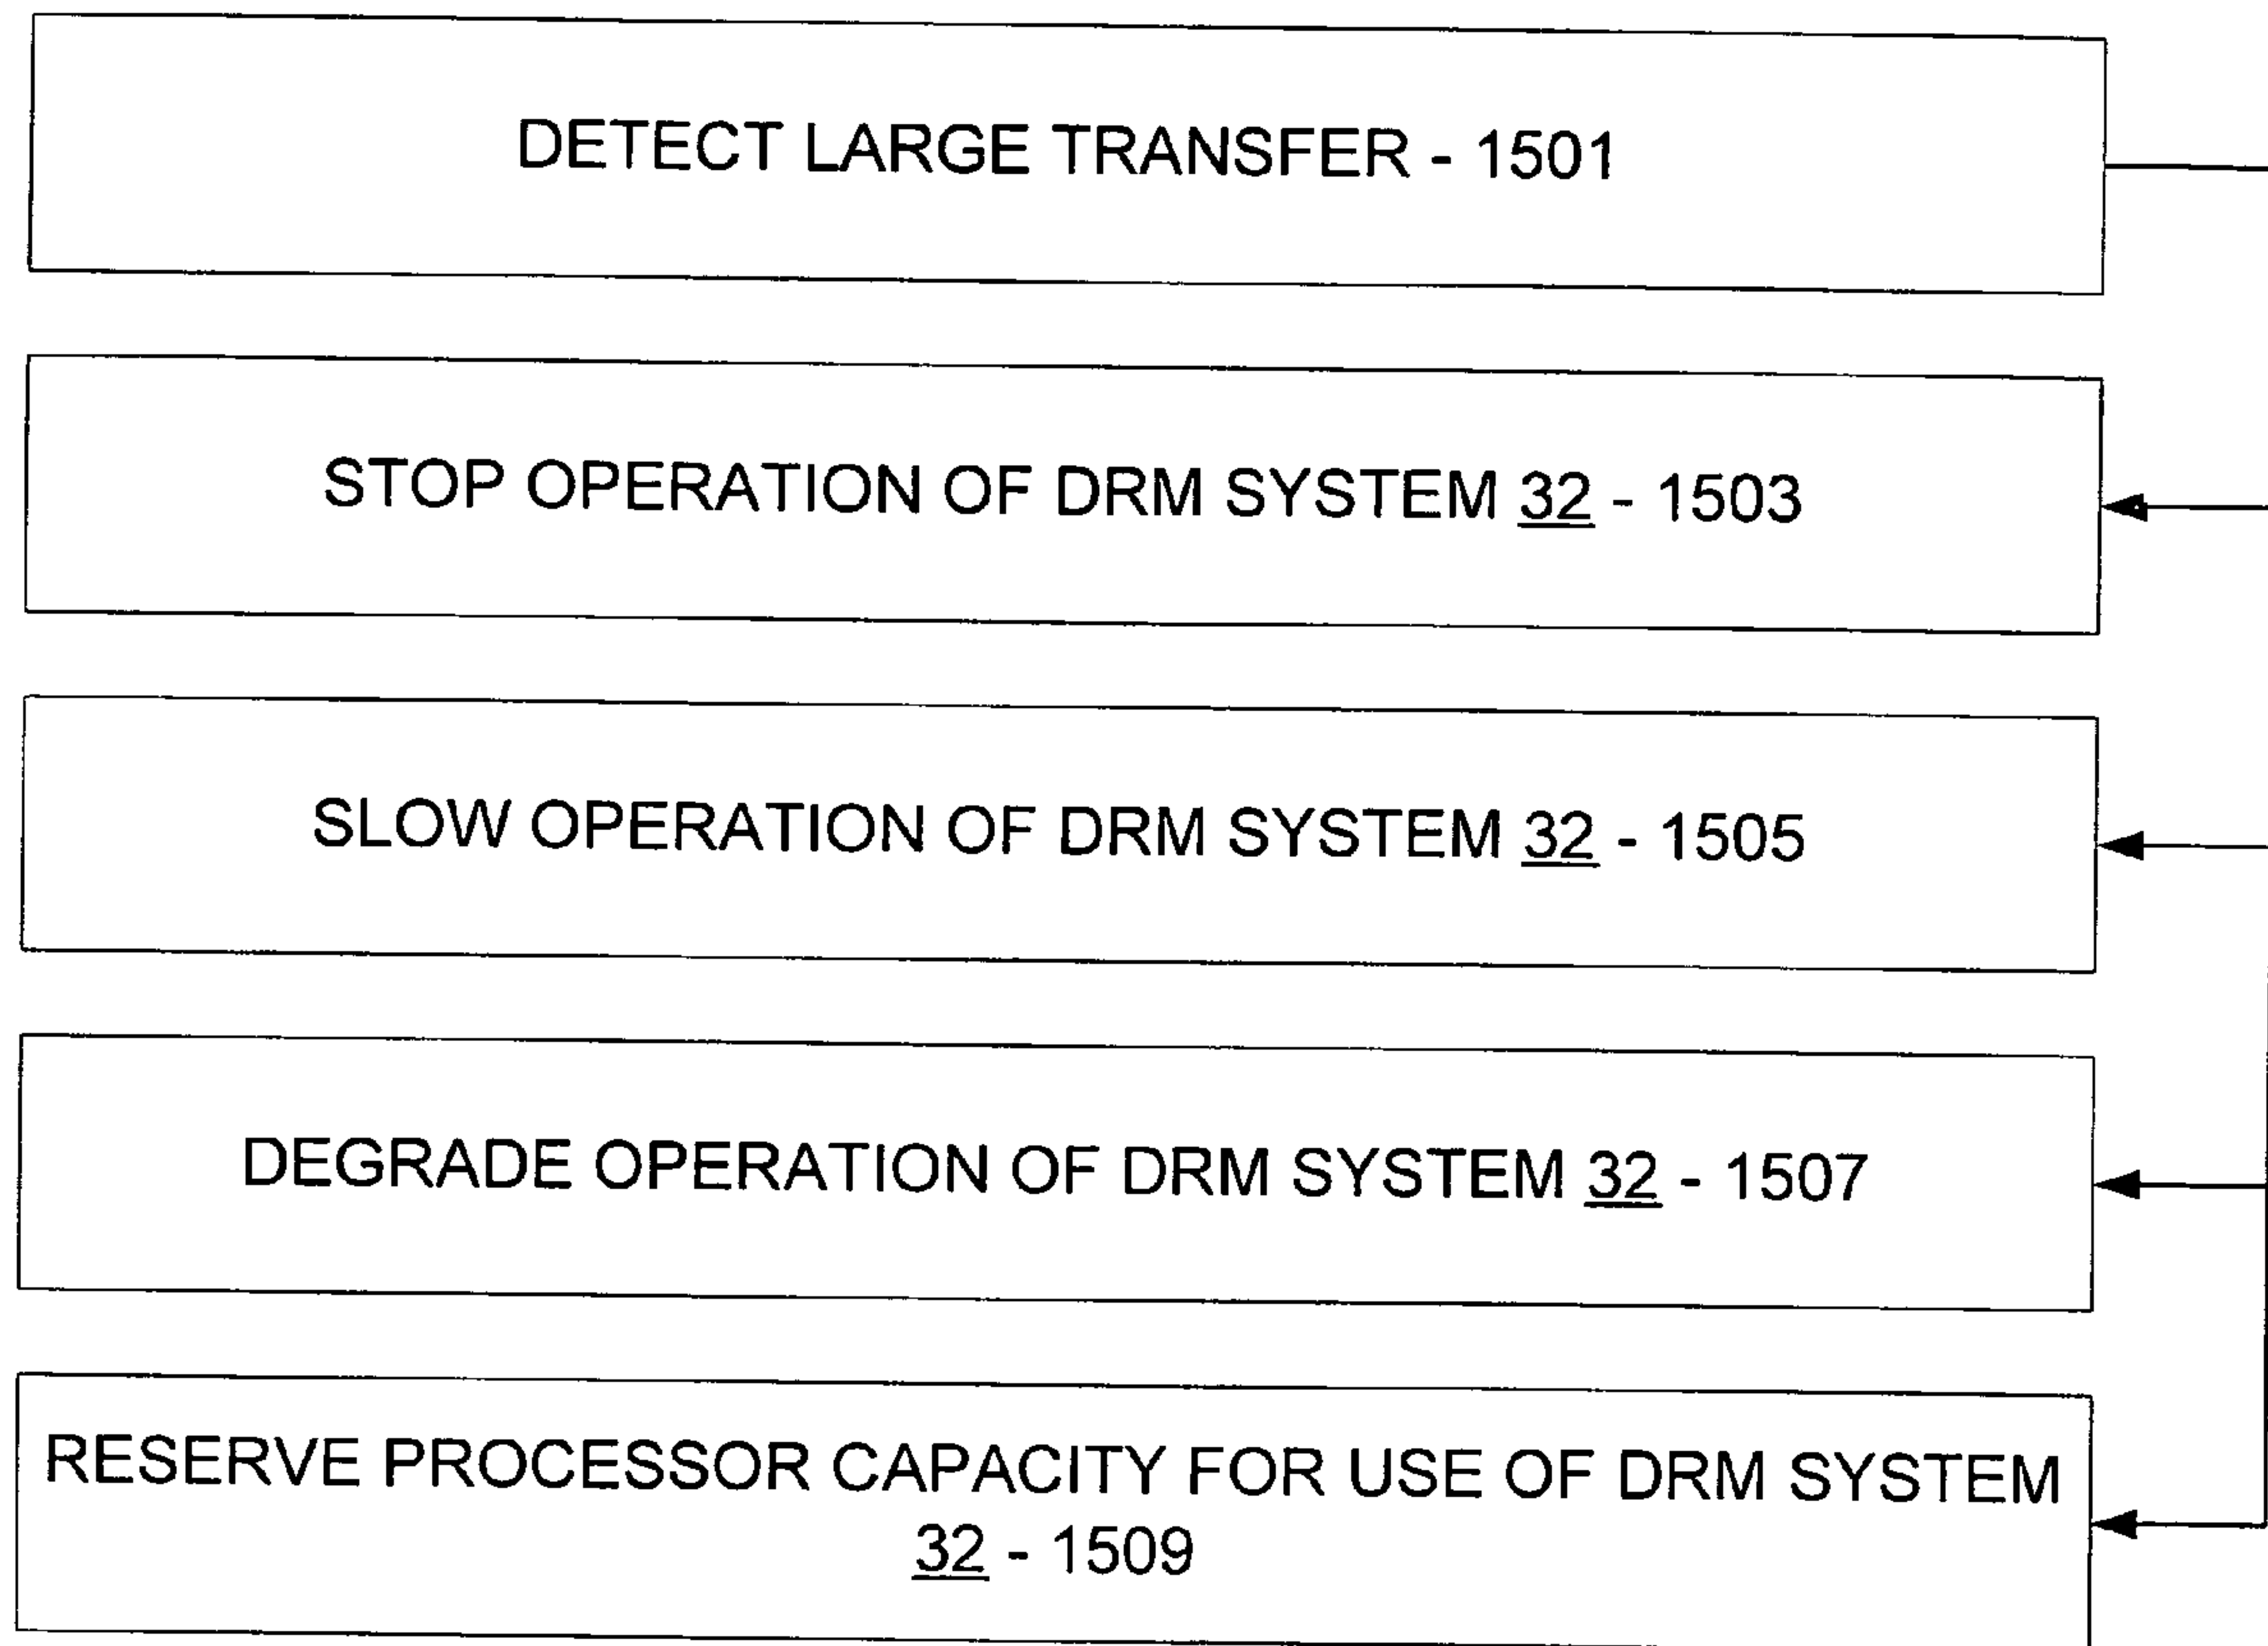 DETECT LARGE TRANSFER - 1501
STOP OPERATION OF DRM SYSTEM 32 - 1503
SLOW OPERATION OF DRM SYSTEM 32 - 1505
DEGRADE OPERATION OF DRM SYSTEM 32 - 1507
RESERVE PROCESSOR CAPACITY FOR USE OF DRM SYSTEM
32 - 1509